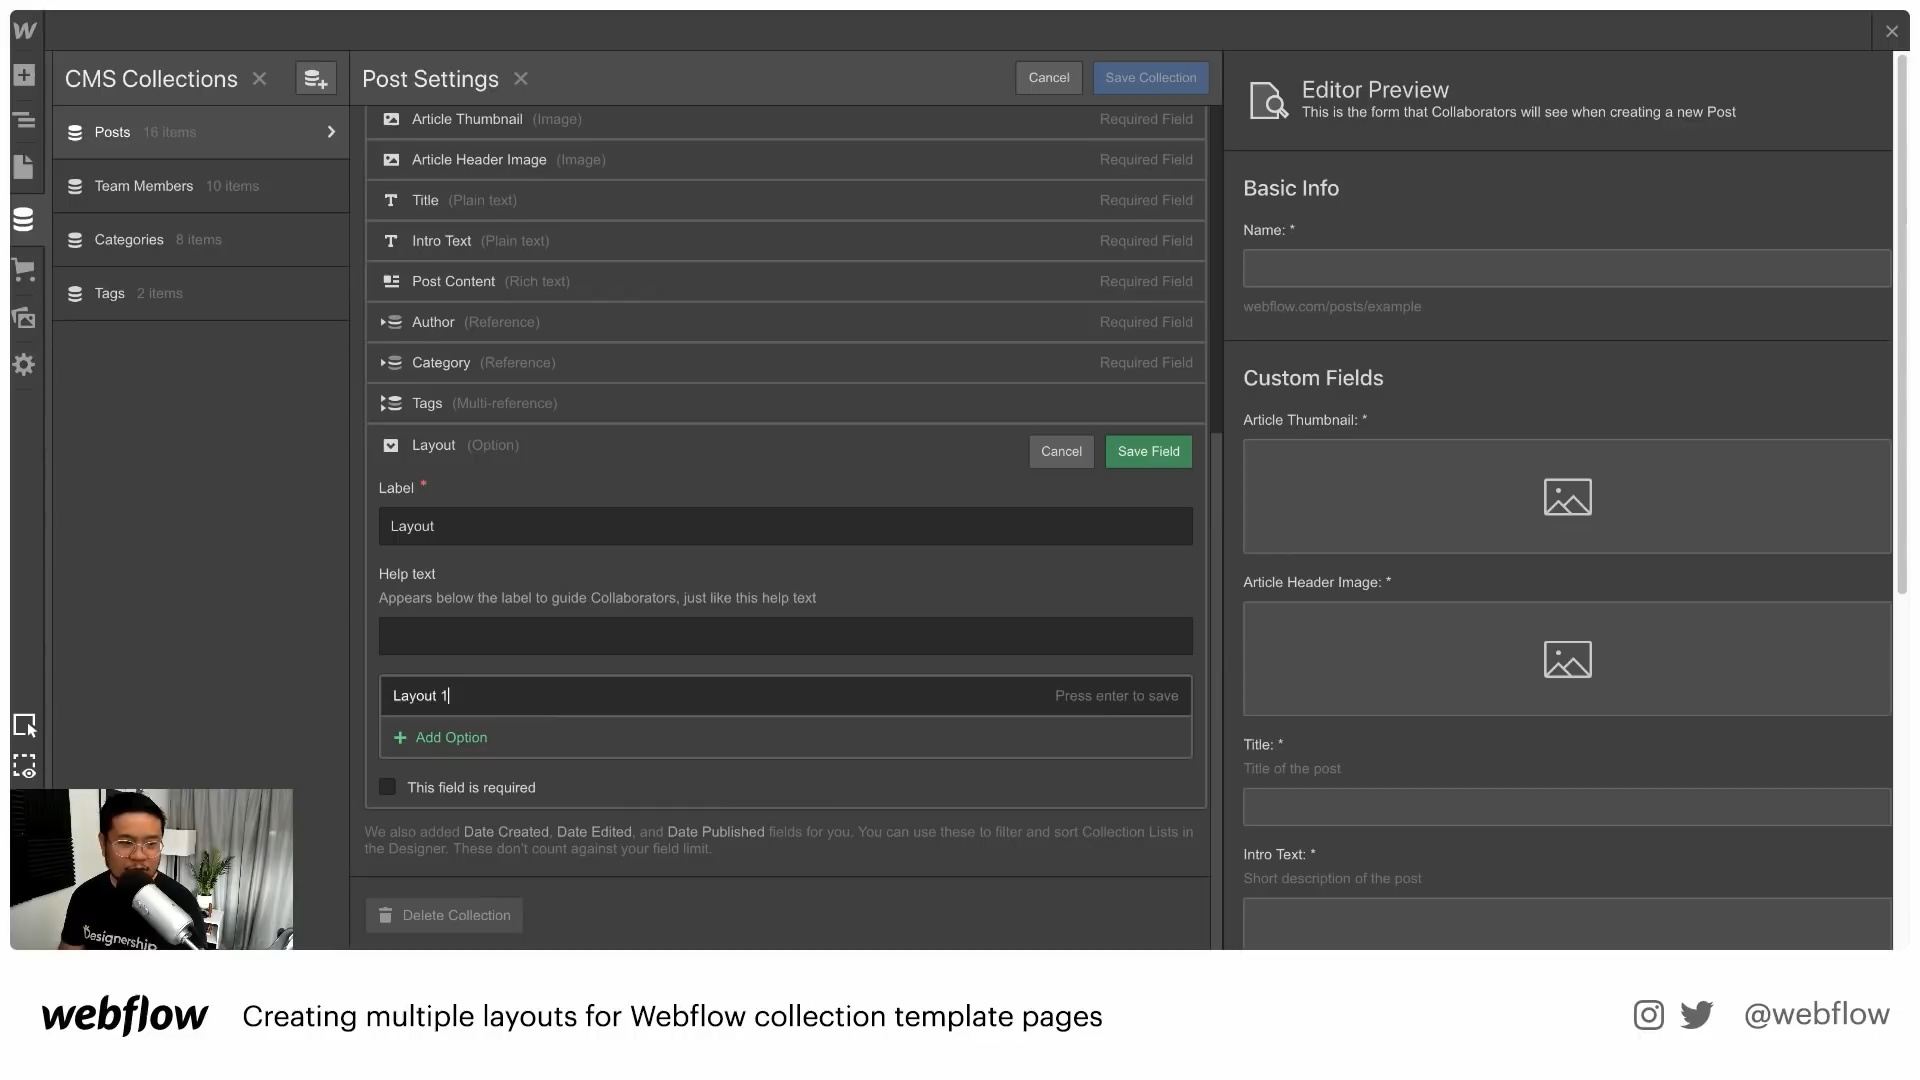 W
CMS Collections
Posts 16 items
Team Members 10 items
Categories 8 items
Tags 2 items
Post Settings
Cancel
Save Collection
Article Thumbnail (Image) Required Field
Article Header Image (Image) Required Field
Title (Plain text) Required Field
Intro Text (Plain text) Required Field
Post Content (Rich text) Required Field
Author (Reference) Required Field
Category (Reference) Required Field
Tags (Multi-reference)
Layout (Option)
Cancel
Save Field
Label *
Layout
Help text
Appears below the label to guide Collaborators, just like this help text
Layout 1
Press enter to save
+ Add Option
This field is required
We also added Date Created, Date Edited, and Date Published fields for you. You can use these to filter and sort Collection Lists in
the Designer. These don't count against your field limit.
Delete Collection
Editor Preview
This is the form that Collaborators will see when creating a new Post
Basic Info
Name: *
webflow.com/posts/example
Custom Fields
Article Thumbnail: *
Article Header Image: *
Title: *
Title of the post
Intro Text: *
Short description of the post
Designership
webflow
Creating multiple layouts for Webflow collection template pages
@webflow